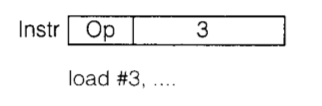 Instr Op 3
load #3, ....